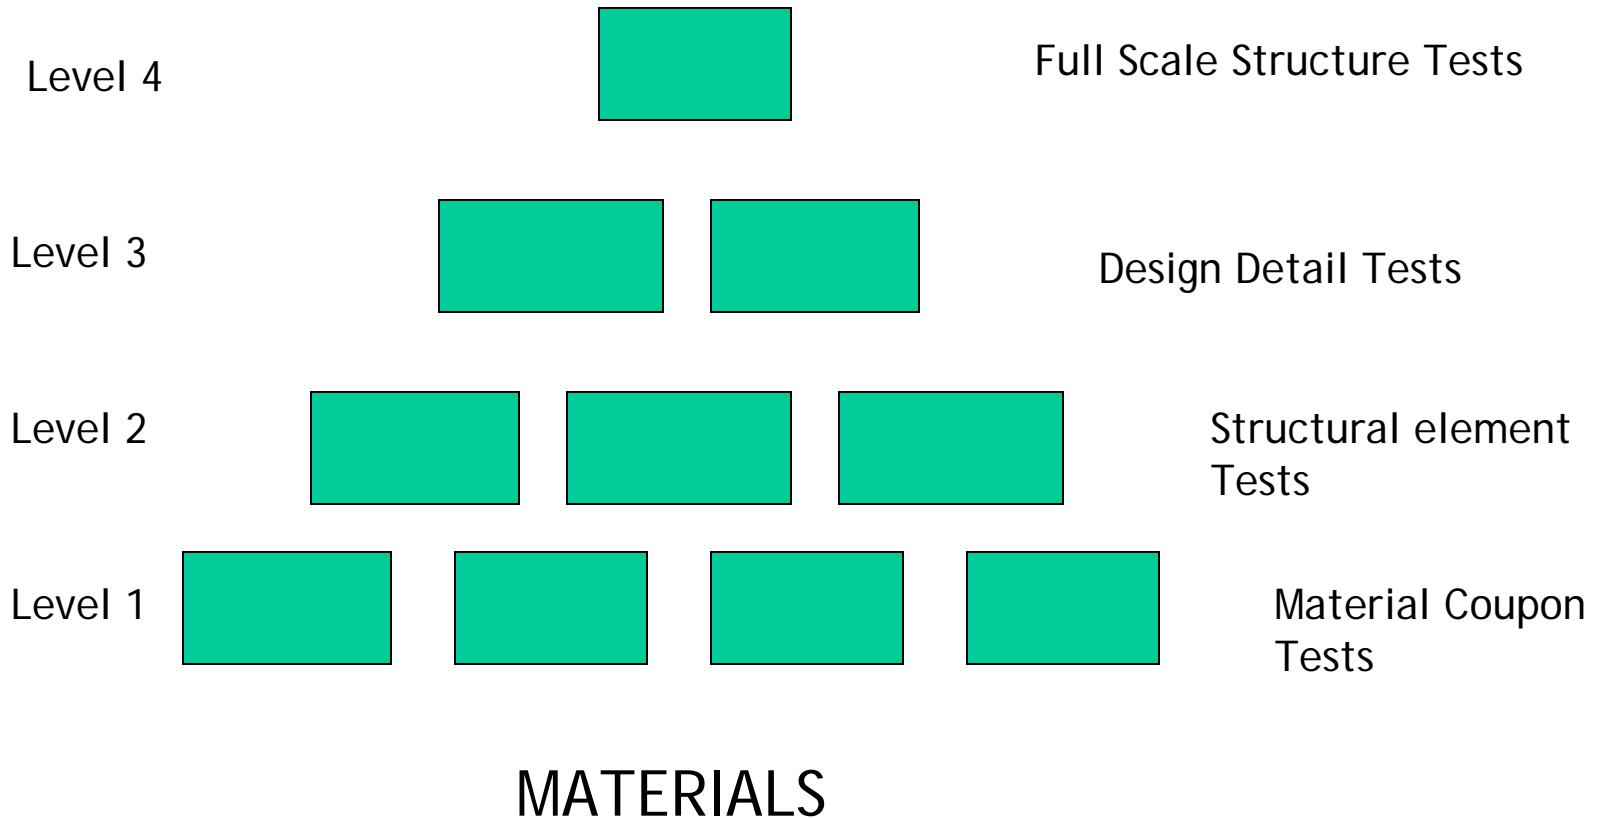 Level 4
Full Scale Structure Tests
Level 3
Design Detail Tests
Level 2
Structural element
Tests
Level 1
Material Coupon
Tests
MATERIALS